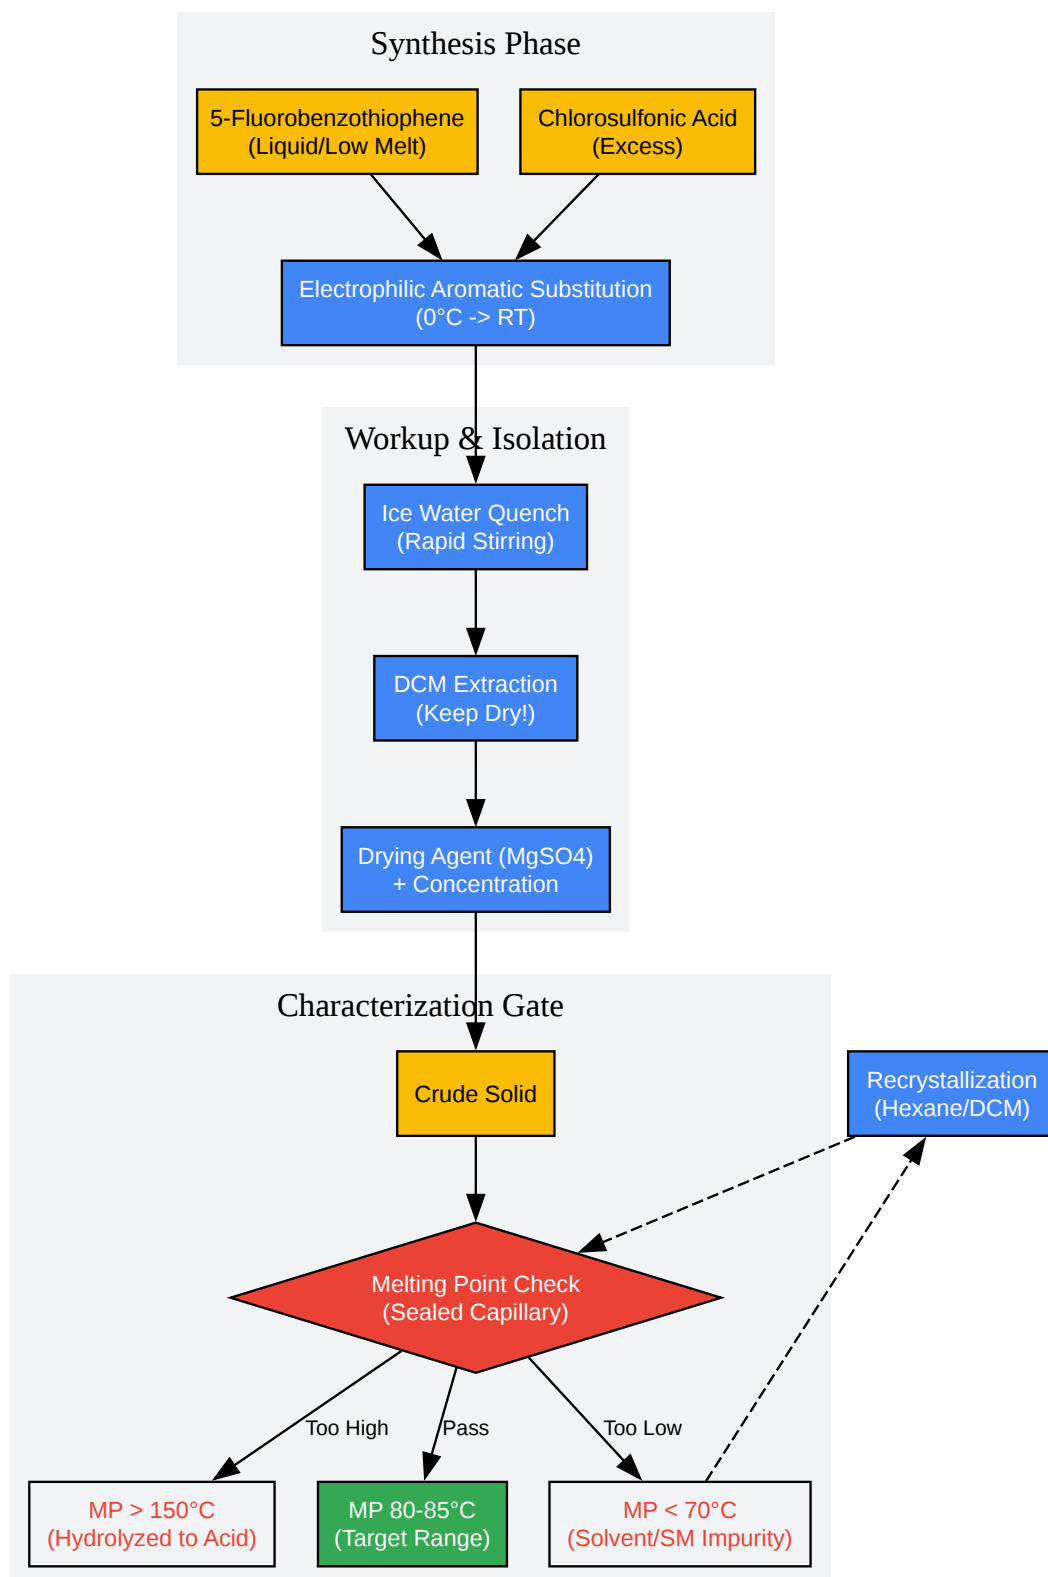 Synthesis Phase
5-Fluorobenzothiophene
(Liquid/Low Melt)
Chlorosulfonic Acid
(Excess)
Electrophilic Aromatic Substitution
(0°C -> RT)
Workup & Isolation
Ice Water Quench
(Rapid Stirring)
DCM Extraction
(Keep Dry!)
Drying Agent (MgSO4)
+ Concentration
Characterization Gate
Crude Solid
Recrystallization
(Hexane/DCM)
Melting Point Check
(Sealed Capillary)
Too High
Pass
Too Low
MP > 150°C
(Hydrolyzed to Acid)
MP 80-85°C
(Target Range)
MP < 70°C
(Solvent/SM Impurity)